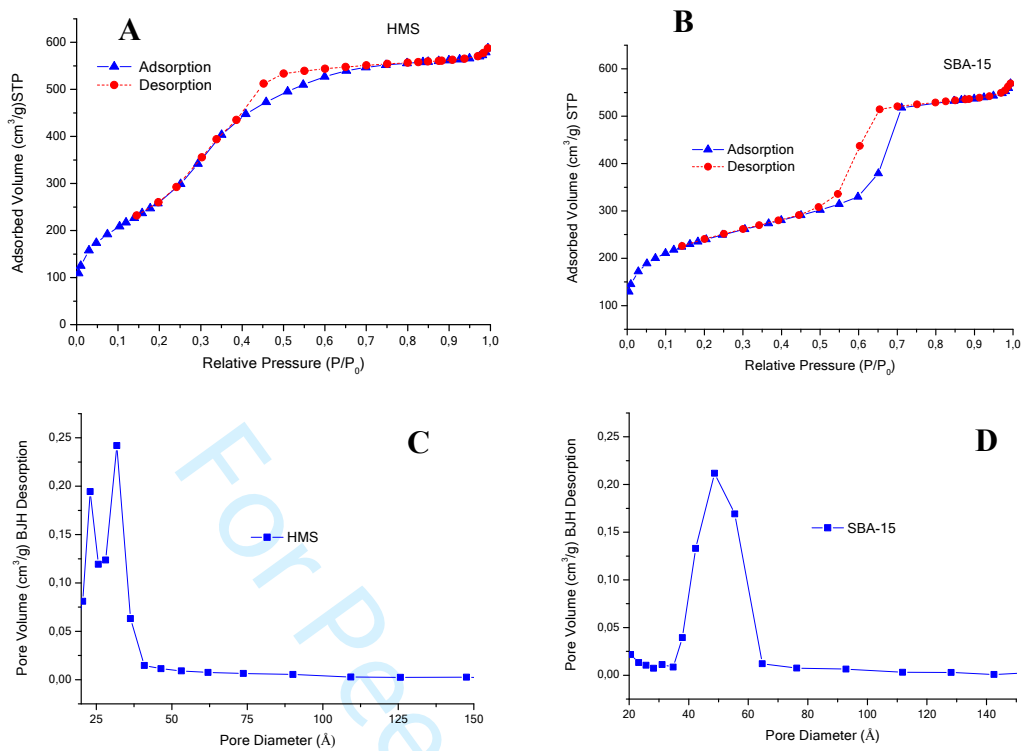 A
HMS
Adsorbed Volume (cm³/g)STP
600
500
400
300
200
100
0
Adsorption
Desorption
0,0 0,1 0,2 0,3 0,4 0,5 0,6 0,7 0,8 0,9 1,0
Relative Pressure (P/P₀)
B
SBA-15
Adsorbed Volume (cm³/g) STP
600
500
400
300
200
100
Adsorption
Desorption
0,0 0,1 0,2 0,3 0,4 0,5 0,6 0,7 0,8 0,9 1,0
Relative Pressure (P/P₀)
C
Pore Volume (cm³/g) BJH Desorption
0,25
0,20
0,15
0,10
0,05
0,00
HMS
25 50 75 100 125 150
Pore Diameter (Å)
D
Pore Volume (cm³/g) BJH Desorption
0,25
0,20
0,15
0,10
0,05
0,00
SBA-15
20 40 60 80 100 120 140
Pore Diameter (Å)
For Pee